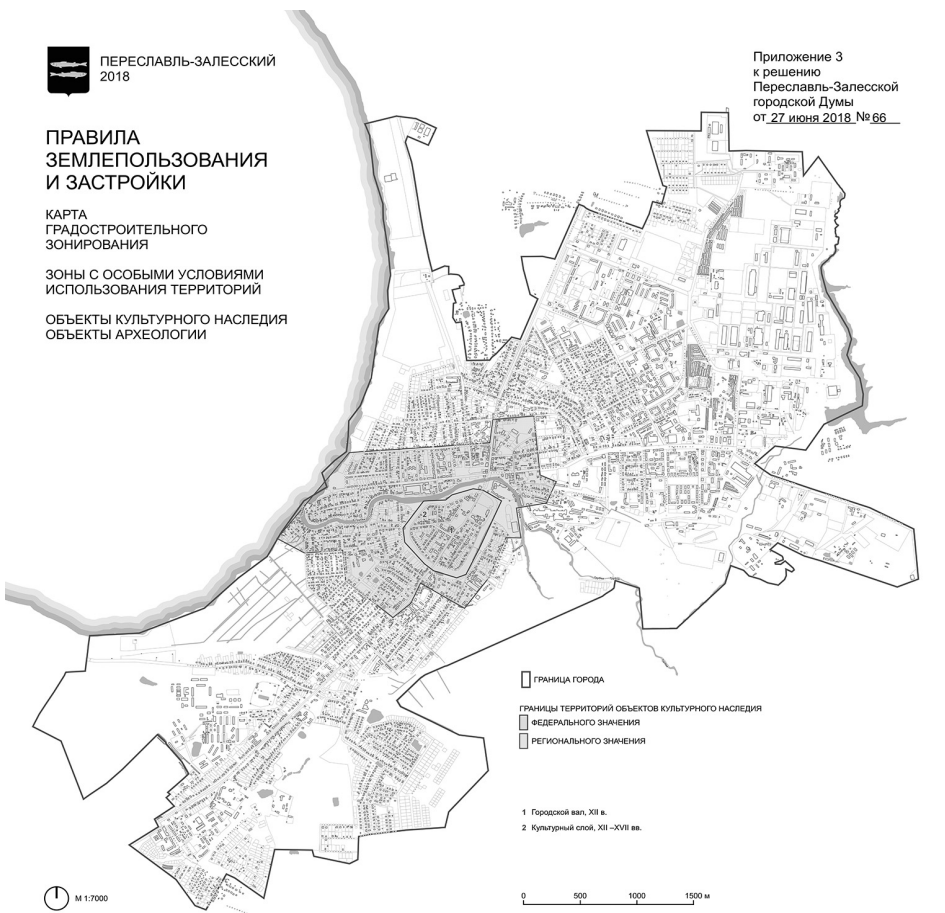 ПЕРЕСЛАВЛЬ-ЗАЛЕССКИЙ
2018
Приложение 3
к решению
Переславль-Залесской
городской Думы
от 27 июня 2018 № 66
ПРАВИЛА
ЗЕМЛЕПОЛЬЗОВАНИЯ
И ЗАСТРОЙКИ
КАРТА
ГРАДОСТРОИТЕЛЬНОГО
ЗОНИРОВАНИЯ
ЗОНЫ С ОСОБЫМИ УСЛОВИЯМИ
ИСПОЛЬЗОВАНИЯ ТЕРРИТОРИЙ
ОБЪЕКТЫ КУЛЬТУРНОГО НАСЛЕДИЯ
ОБЪЕКТЫ АРХЕОЛОГИИ
2
ГРАНИЦА ГОРОДА
ГРАНИЦЫ ТЕРРИТОРИЙ ОБЪЕКТОВ КУЛЬТУРНОГО НАСЛЕДИЯ
ФЕДЕРАЛЬНОГО ЗНАЧЕНИЯ
РЕГИОНАЛЬНОГО ЗНАЧЕНИЯ
1 Городской вал, XII в.
2 Культурный слой, XII –XVII вв.
М 1:7000
0 500 1000 1500 м